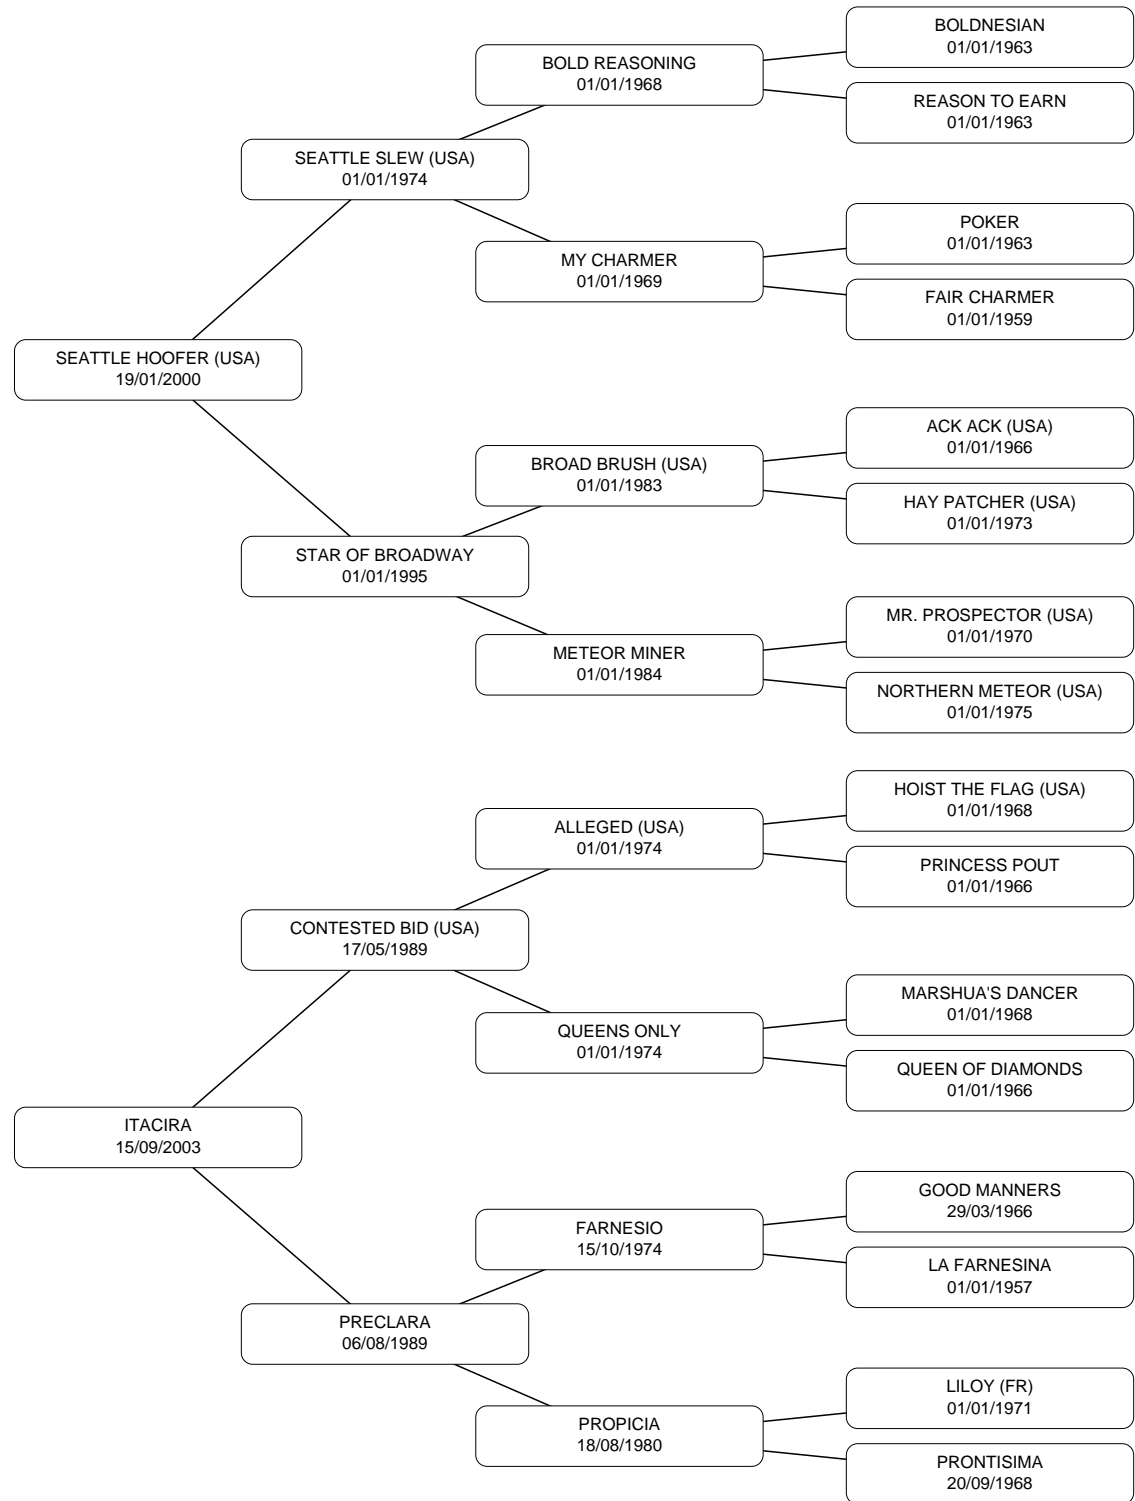 BOLDNESIAN
01/01/1963
BOLD REASONING
01/01/1968
REASON TO EARN
01/01/1963
SEATTLE SLEW (USA)
01/01/1974
POKER
01/01/1963
MY CHARMER
01/01/1969
FAIR CHARMER
01/01/1959
SEATTLE HOOFER (USA)
19/01/2000
ACK ACK (USA)
01/01/1966
BROAD BRUSH (USA)
01/01/1983
HAY PATCHER (USA)
01/01/1973
STAR OF BROADWAY
01/01/1995
MR. PROSPECTOR (USA)
01/01/1970
METEOR MINER
01/01/1984
NORTHERN METEOR (USA)
01/01/1975
HOIST THE FLAG (USA)
01/01/1968
ALLEGED (USA)
01/01/1974
PRINCESS POUT
01/01/1966
CONTESTED BID (USA)
17/05/1989
MARSHUA'S DANCER
01/01/1968
QUEENS ONLY
01/01/1974
QUEEN OF DIAMONDS
01/01/1966
ITACIRA
15/09/2003
GOOD MANNERS
29/03/1966
FARNESIO
15/10/1974
LA FARNESINA
01/01/1957
PRECLARA
06/08/1989
LILOY (FR)
01/01/1971
PROPICIA
18/08/1980
PRONTISIMA
20/09/1968